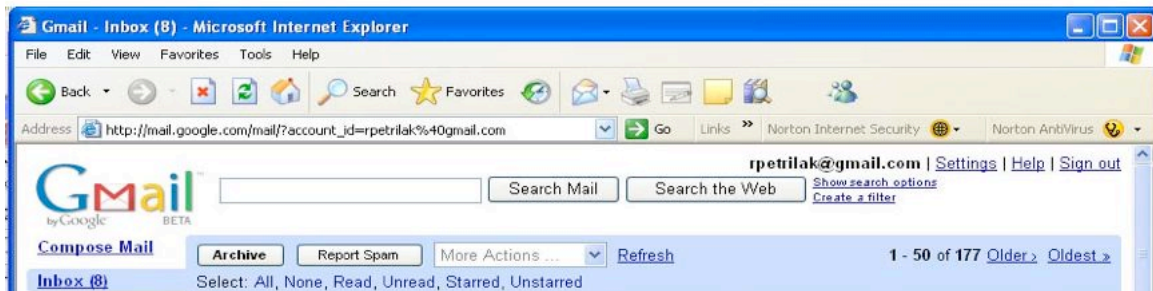 Gmail - Inbox (8) - Microsoft Internet Explorer
File Edit View Favorites Tools Help
Back Search Favorites
Address http://mail.google.com/mail/?account_id=rpetrilak%40gmail.com Go Links » Norton Internet Security Norton AntiVirus
rpetrilak@gmail.com | Settings | Help | Sign out
Gmail Search Mail Search the Web Show search options
by Google BETA Create a filter
Compose Mail Archive Report Spam More Actions ... Refresh 1 - 50 of 177 Older › Oldest »
Inbox (8) Select: All, None, Read, Unread, Starred, Unstarred